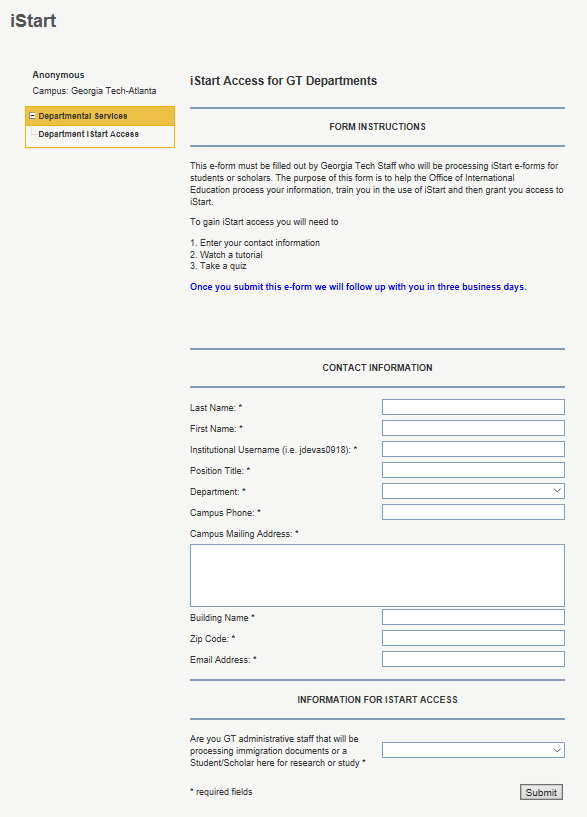 iStart
Anonymous
Campus: Georgia Tech-Atlanta
Departmental Services
Department iStart Access
iStart Access for GT Departments
FORM INSTRUCTIONS
This e-form must be filled out by Georgia Tech Staff who will be processing iStart e-forms for
students or scholars. The purpose of this form is to help the Office of International
Education process your information, train you in the use of iStart and then grant you access to
iStart.
To gain iStart access you will need to
1. Enter your contact information
2. Watch a tutorial
3. Take a quiz
Once you submit this e-form we will follow up with you in three business days.
CONTACT INFORMATION
Last Name: *
First Name: *
Institutional Username (i.e. jdevas0918): *
Position Title: *
Department: *
Campus Phone: *
Campus Mailing Address: *
Building Name *
Zip Code: *
Email Address: *
INFORMATION FOR ISTART ACCESS
Are you GT administrative staff that will be
processing immigration documents or a
Student/Scholar here for research or study *
* required fields
Submit